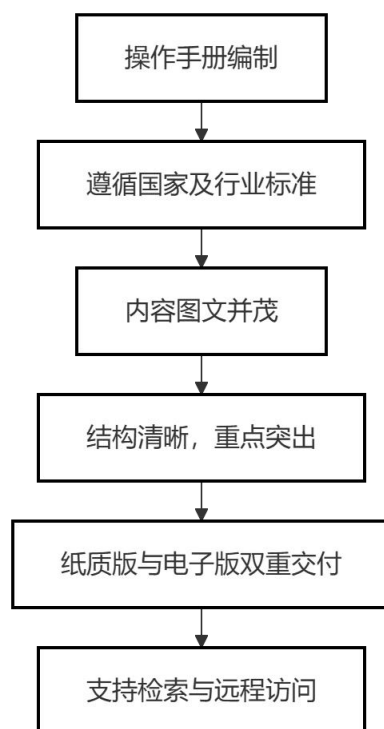 操作手册编制
遵循国家及行业标准
内容图文并茂
结构清晰，重点突出
纸质版与电子版双重交付
支持检索与远程访问